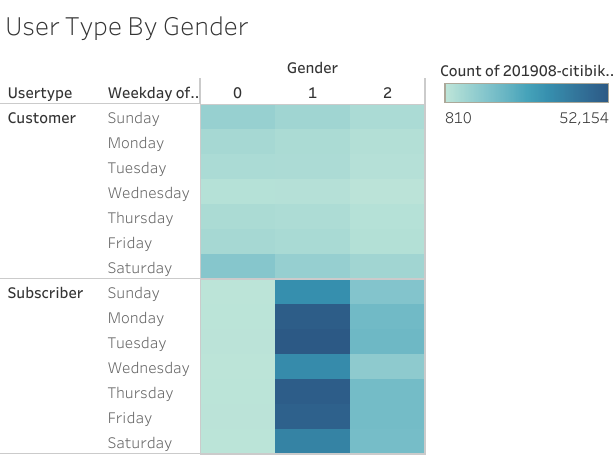 User Type By Gender
Gender
Count of 201908-citibik..
Usertype Weekday of.. 0 1 2
810 52,154
Customer Sunday
Monday
Tuesday
Wednesday
Thursday
Friday
Saturday
Subscriber Sunday
Monday
Tuesday
Wednesday
Thursday
Friday
Saturday